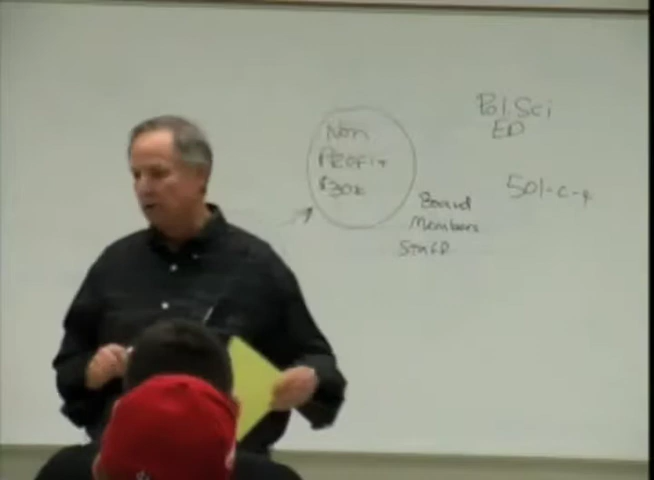 Non
PROFIT
$30K
Board
Members
Staff
Pol. Sci
ED
501-c-4